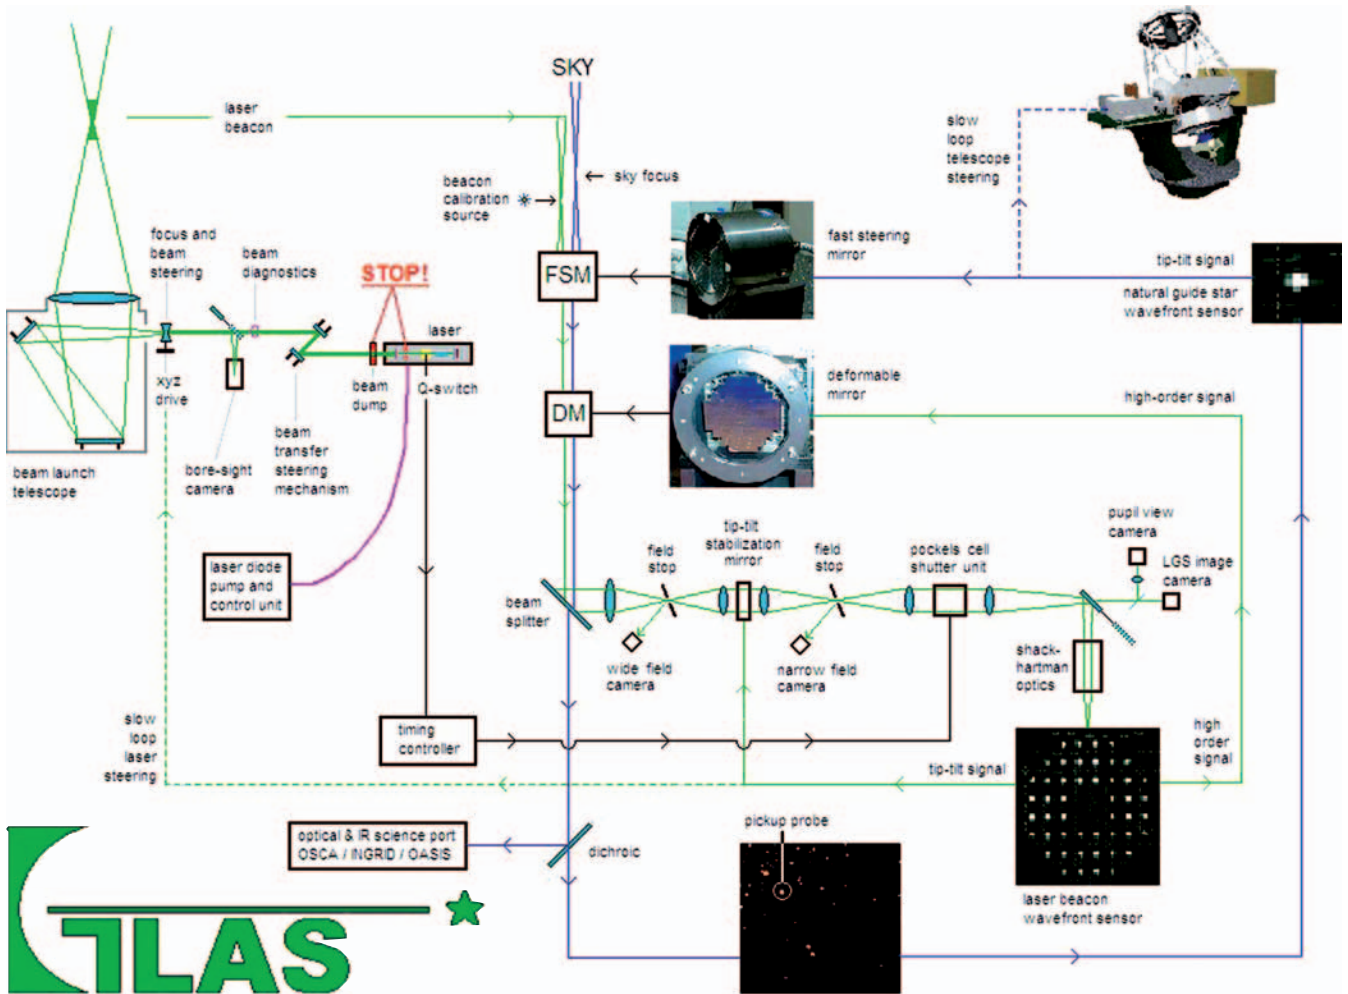 SKY
laser
beacon
beacon
calibration
source
sky focus
slow
loop
telescope
steering
focus and
beam
steering
beam
diagnostics
STOP!
laser
Q-switch
FSM
fast steering
mirror
tip-tilt signal
natural guide star
wavefront sensor
xyz
drive
beam
dump
DM
deformable
mirror
high-order signal
beam launch
telescope
bore-sight
camera
beam
transfer
steering
mechanism
laser diode
pump and
control unit
beam
splitter
field
stop
tip-tilt
stabilization
mirror
field
stop
pockels cell
shutter unit
pupil view
camera
LGS image
camera
wide field
camera
narrow field
camera
shack-
hartman
optics
slow
loop
laser
steering
timing
controller
tip-tilt signal
high
order
signal
optical & IR science port
OSCA / INGRID / OASIS
dichroic
pickup probe
laser beacon
wavefront sensor
GLAS